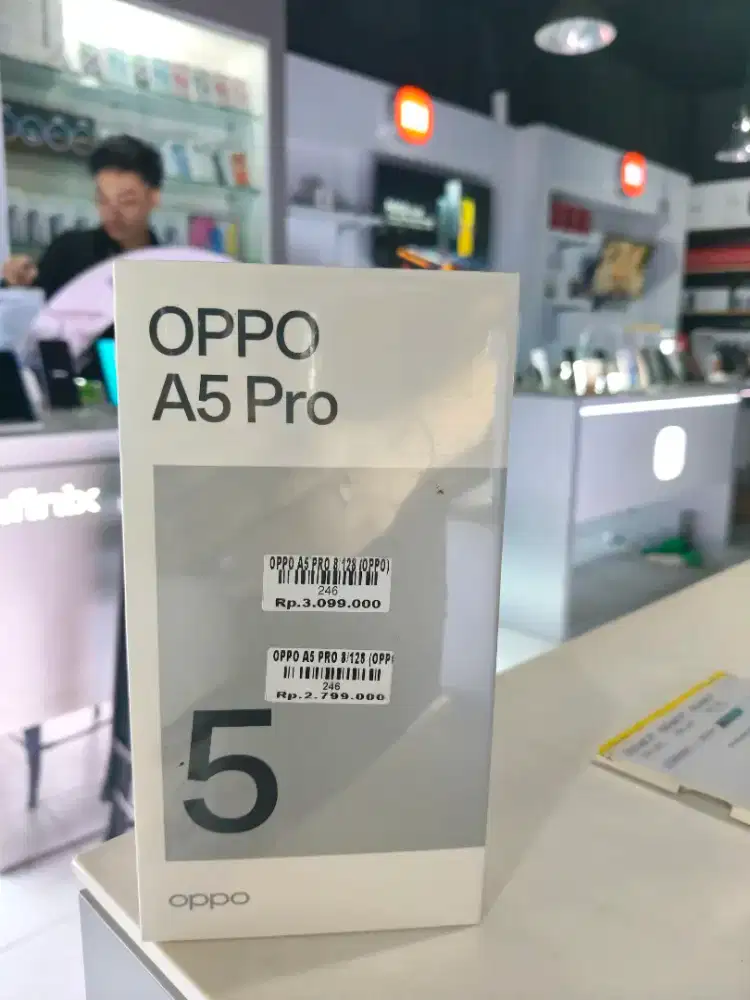 OPPO
A5 Pro
OPPO A5 PRO 8 128 (OPPO)
246
Rp.3.099.000
OPPO A5 PRO 8/128 (OPP
246
Rp.2.799.000
5
oppo
finix